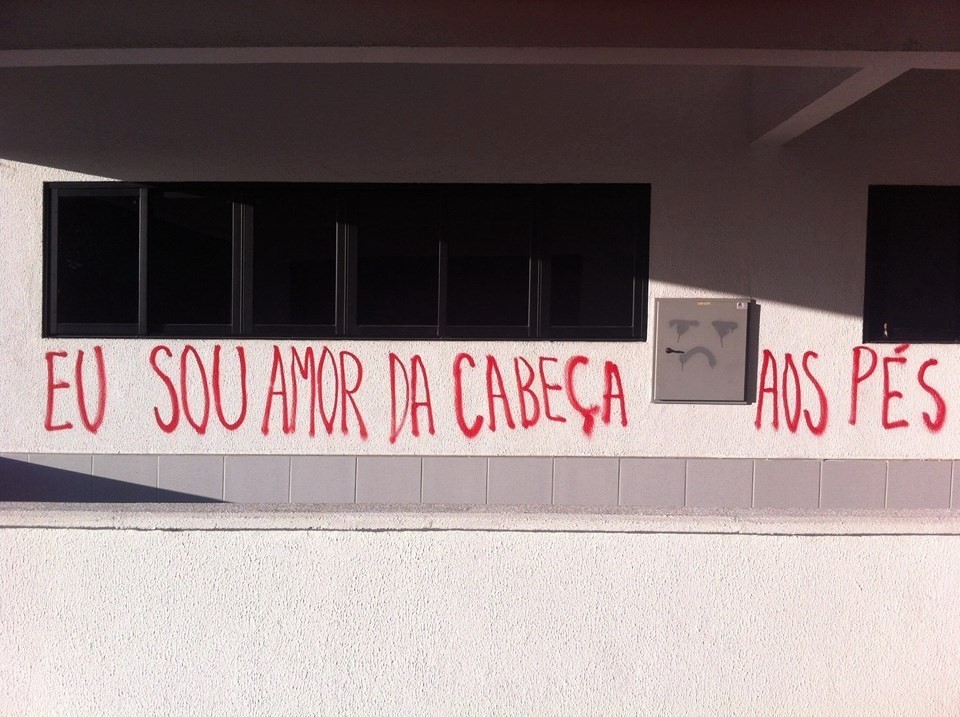 EU SOU AMOR DA CABEÇA AOS PÉS